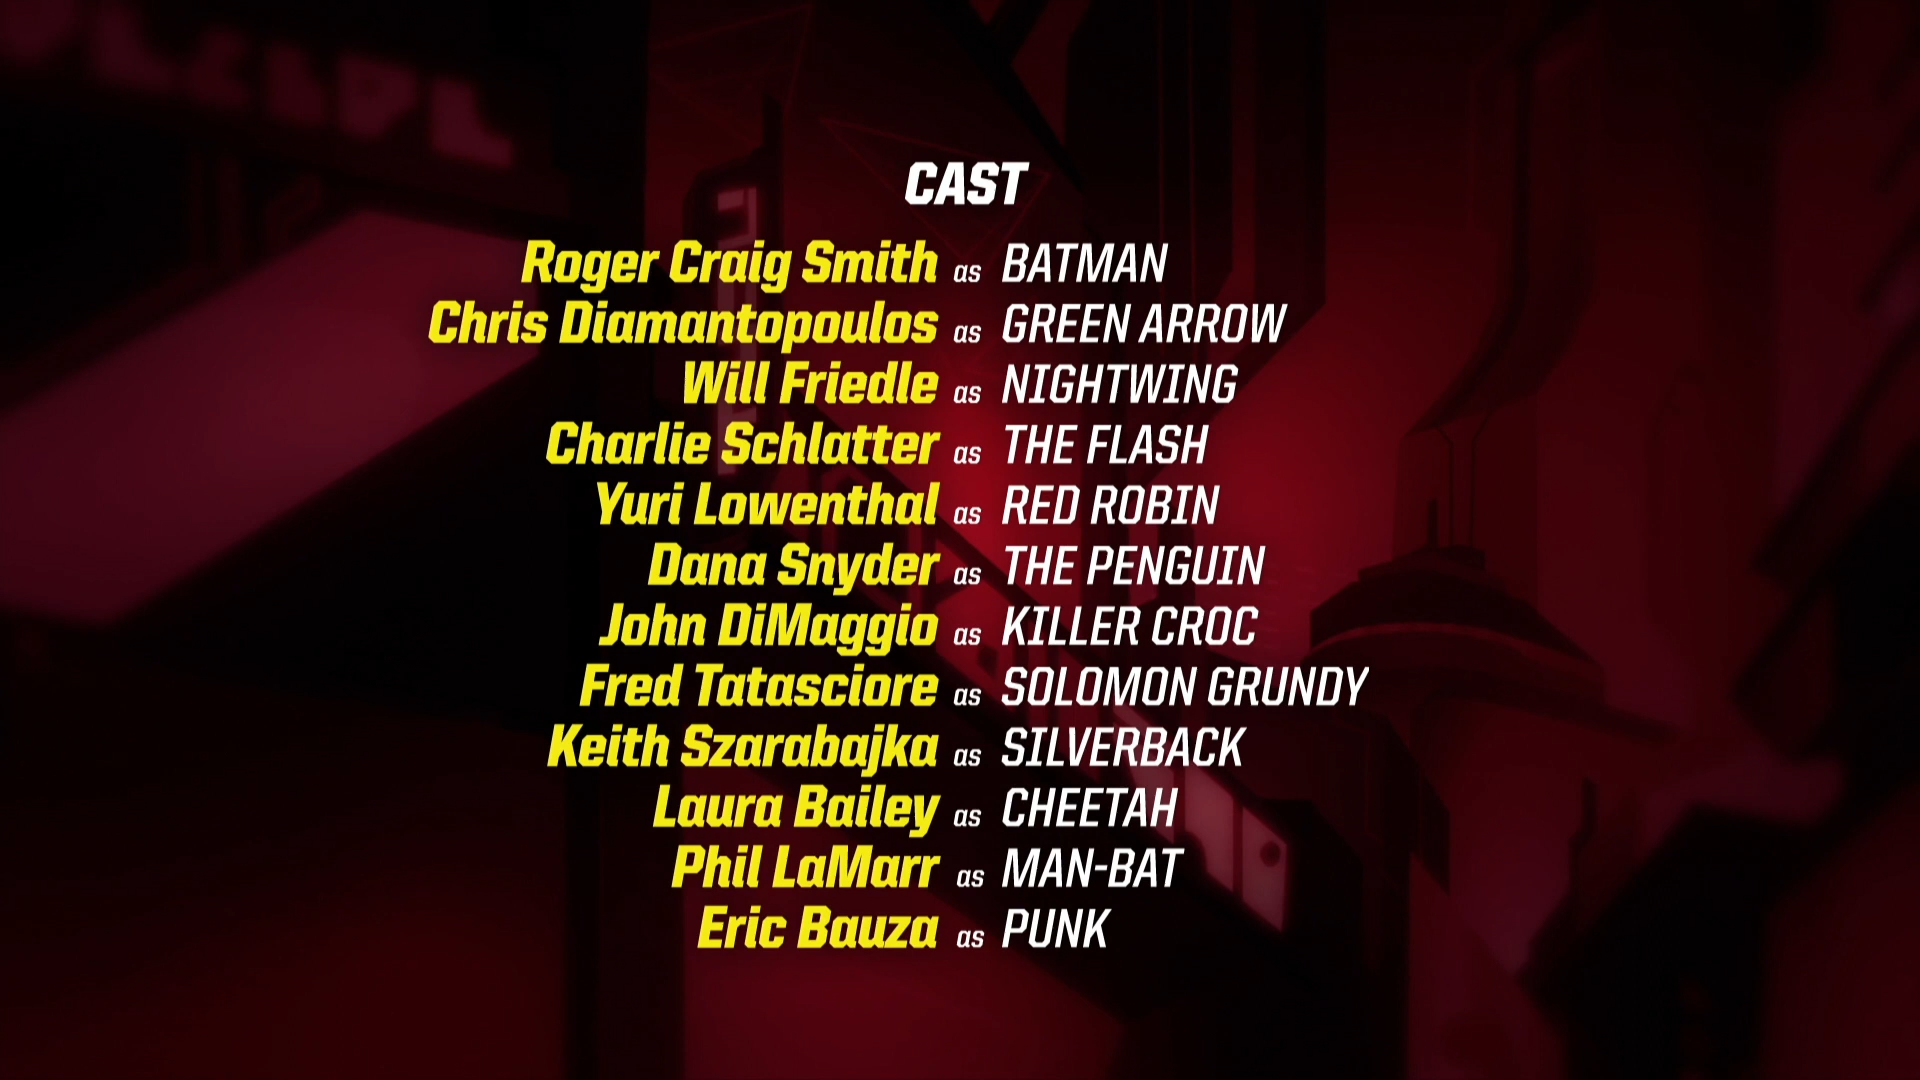 CAST
Roger Craig Smith as BATMAN
Chris Diamantopoulos as GREEN ARROW
Will Friedle as NIGHTWING
Charlie Schlatter as THE FLASH
Yuri Lowenthal as RED ROBIN
Dana Snyder as THE PENGUIN
John DiMaggio as KILLER CROC
Fred Tatasciore as SOLOMON GRUNDY
Keith Szarabajka as SILVERBACK
Laura Bailey as CHEETAH
Phil LaMarr as MAN-BAT
Eric Bauza as PUNK